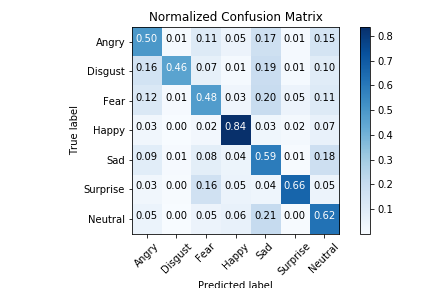 Normalized Confusion Matrix
True label
Angry 0.50 0.01 0.11 0.05 0.17 0.01 0.15
Disgust 0.16 0.46 0.07 0.01 0.19 0.01 0.10
Fear 0.12 0.01 0.48 0.03 0.20 0.05 0.11
Happy 0.03 0.00 0.02 0.84 0.03 0.02 0.07
Sad 0.09 0.01 0.08 0.04 0.59 0.01 0.18
Surprise 0.03 0.00 0.16 0.05 0.04 0.66 0.05
Neutral 0.05 0.00 0.05 0.06 0.21 0.00 0.62
Angry Disgust Fear Happy Sad Surprise Neutral
Predicted label
0.8
0.7
0.6
0.5
0.4
0.3
0.2
0.1